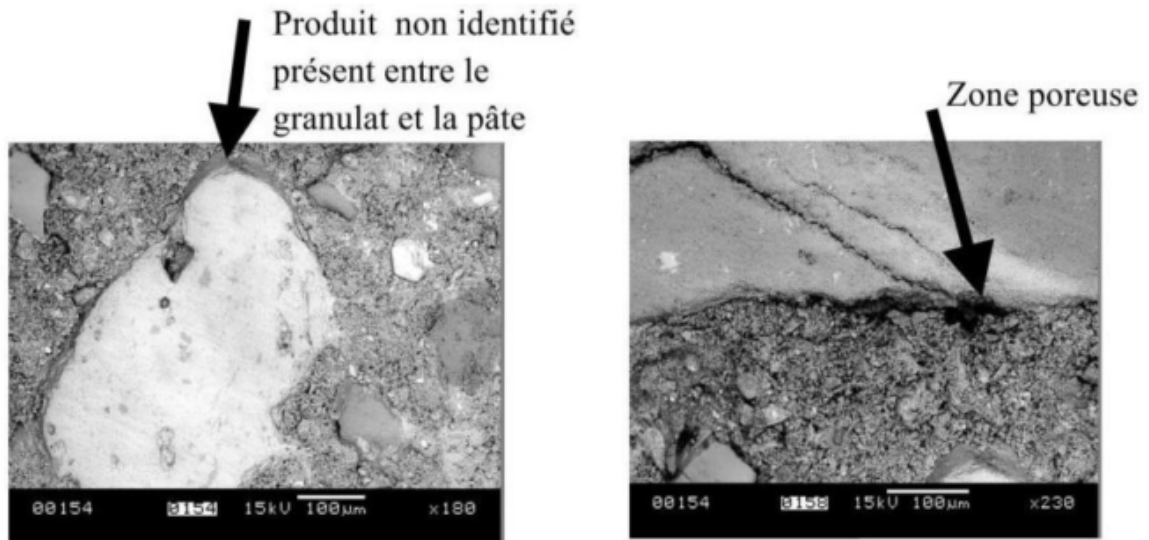 Produit non identifié
présent entre le
granulat et la pâte
Zone poreuse
00154 0154 15kV 100µm x180
00154 0158 15kV 100µm x230